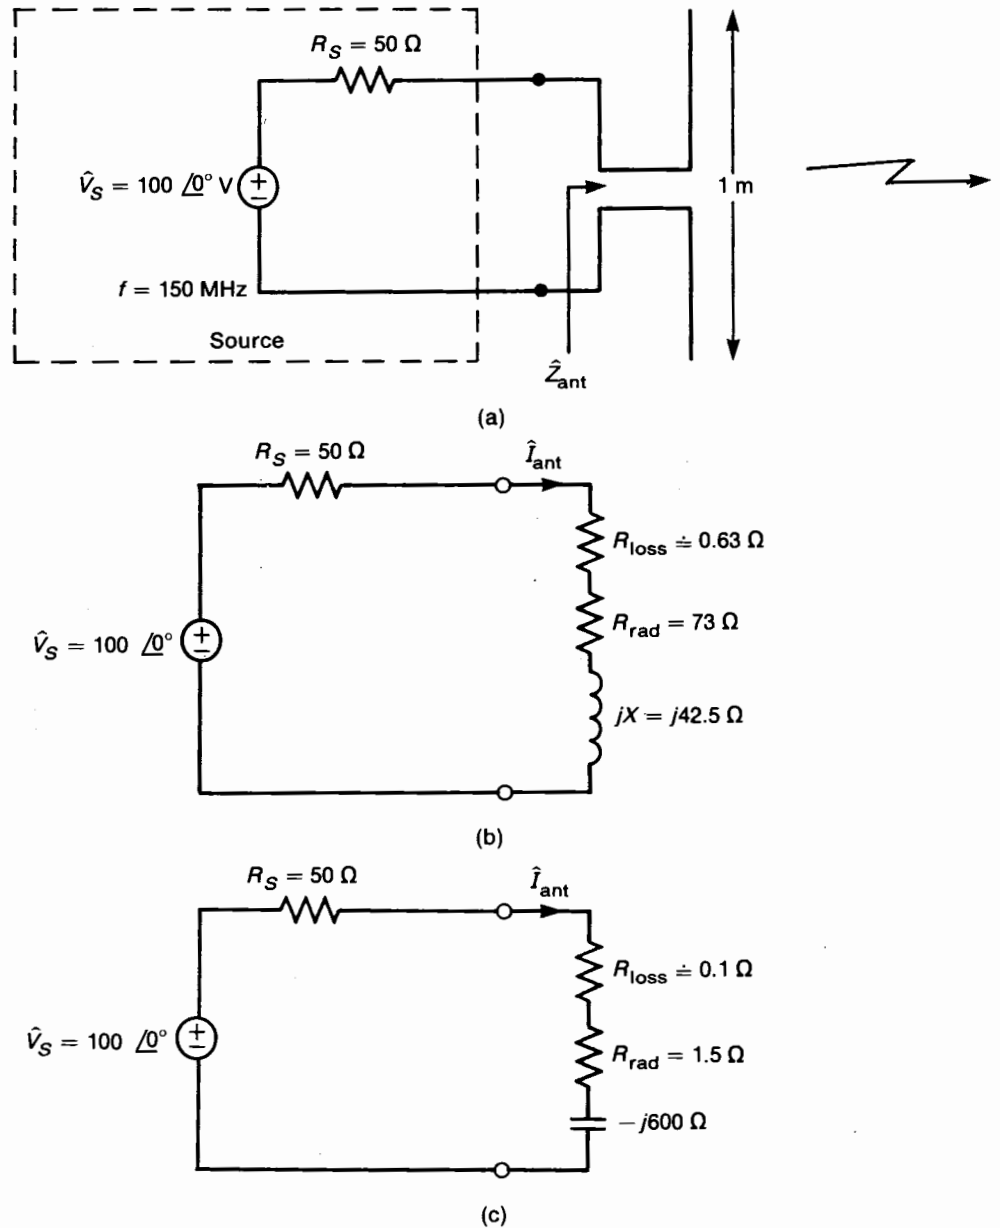 R_S = 50 Ω
V̂_S = 100 ∠0° V
+
−
1 m
f = 150 MHz
Source
Ẑ_ant
(a)
R_S = 50 Ω
Î_ant
R_loss ≐ 0.63 Ω
R_rad = 73 Ω
V̂_S = 100 ∠0°
+
−
jX = j42.5 Ω
(b)
R_S = 50 Ω
Î_ant
R_loss ≐ 0.1 Ω
V̂_S = 100 ∠0°
+
−
R_rad = 1.5 Ω
−j600 Ω
(c)